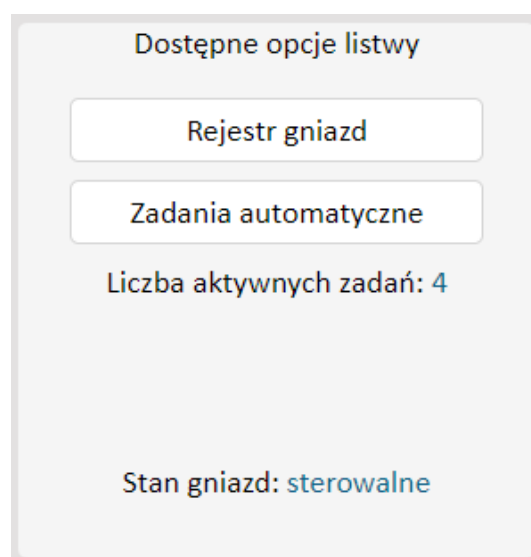 Dostępne opcje listwy
Rejestr gniazd
Zadania automatyczne
Liczba aktywnych zadań: 4
Stan gniazd: sterowalne